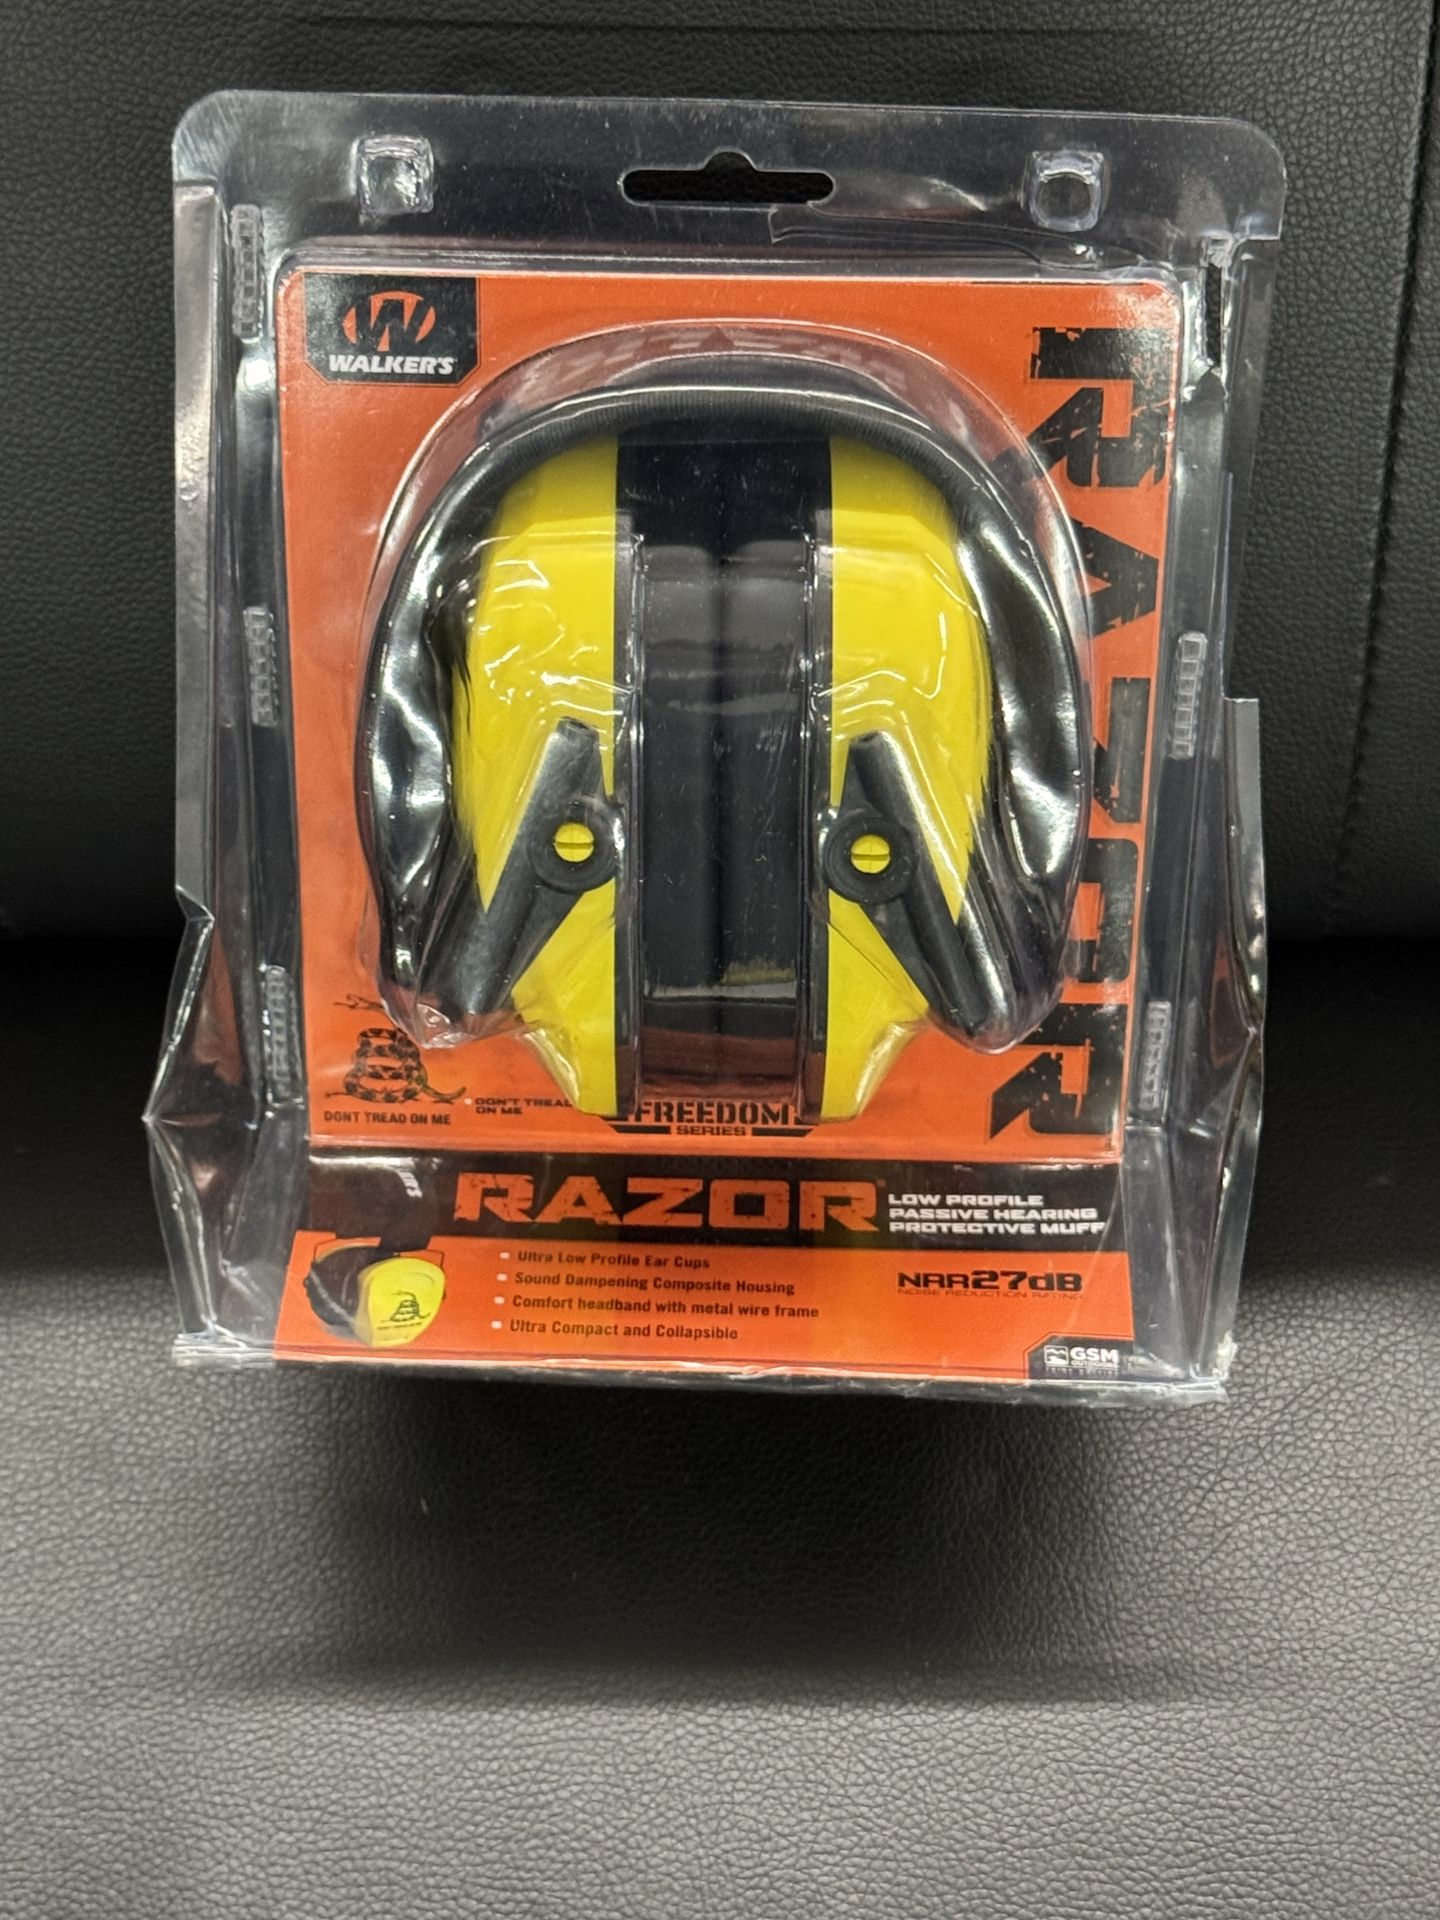 WALKER'S
RAZOR
DONT TREAD ON ME
DON'T TREAD
ON ME
FREEDOM
SERIES
RAZOR
LOW PROFILE
PASSIVE HEARING
PROTECTIVE MUFF
Ultra Low Profile Ear Cups
Sound Dampening Composite Housing
Comfort headband with metal wire frame
Ultra Compact and Collapsible
NRR27dB
NOISE REDUCTION RATING
GSM
OUTDOORS